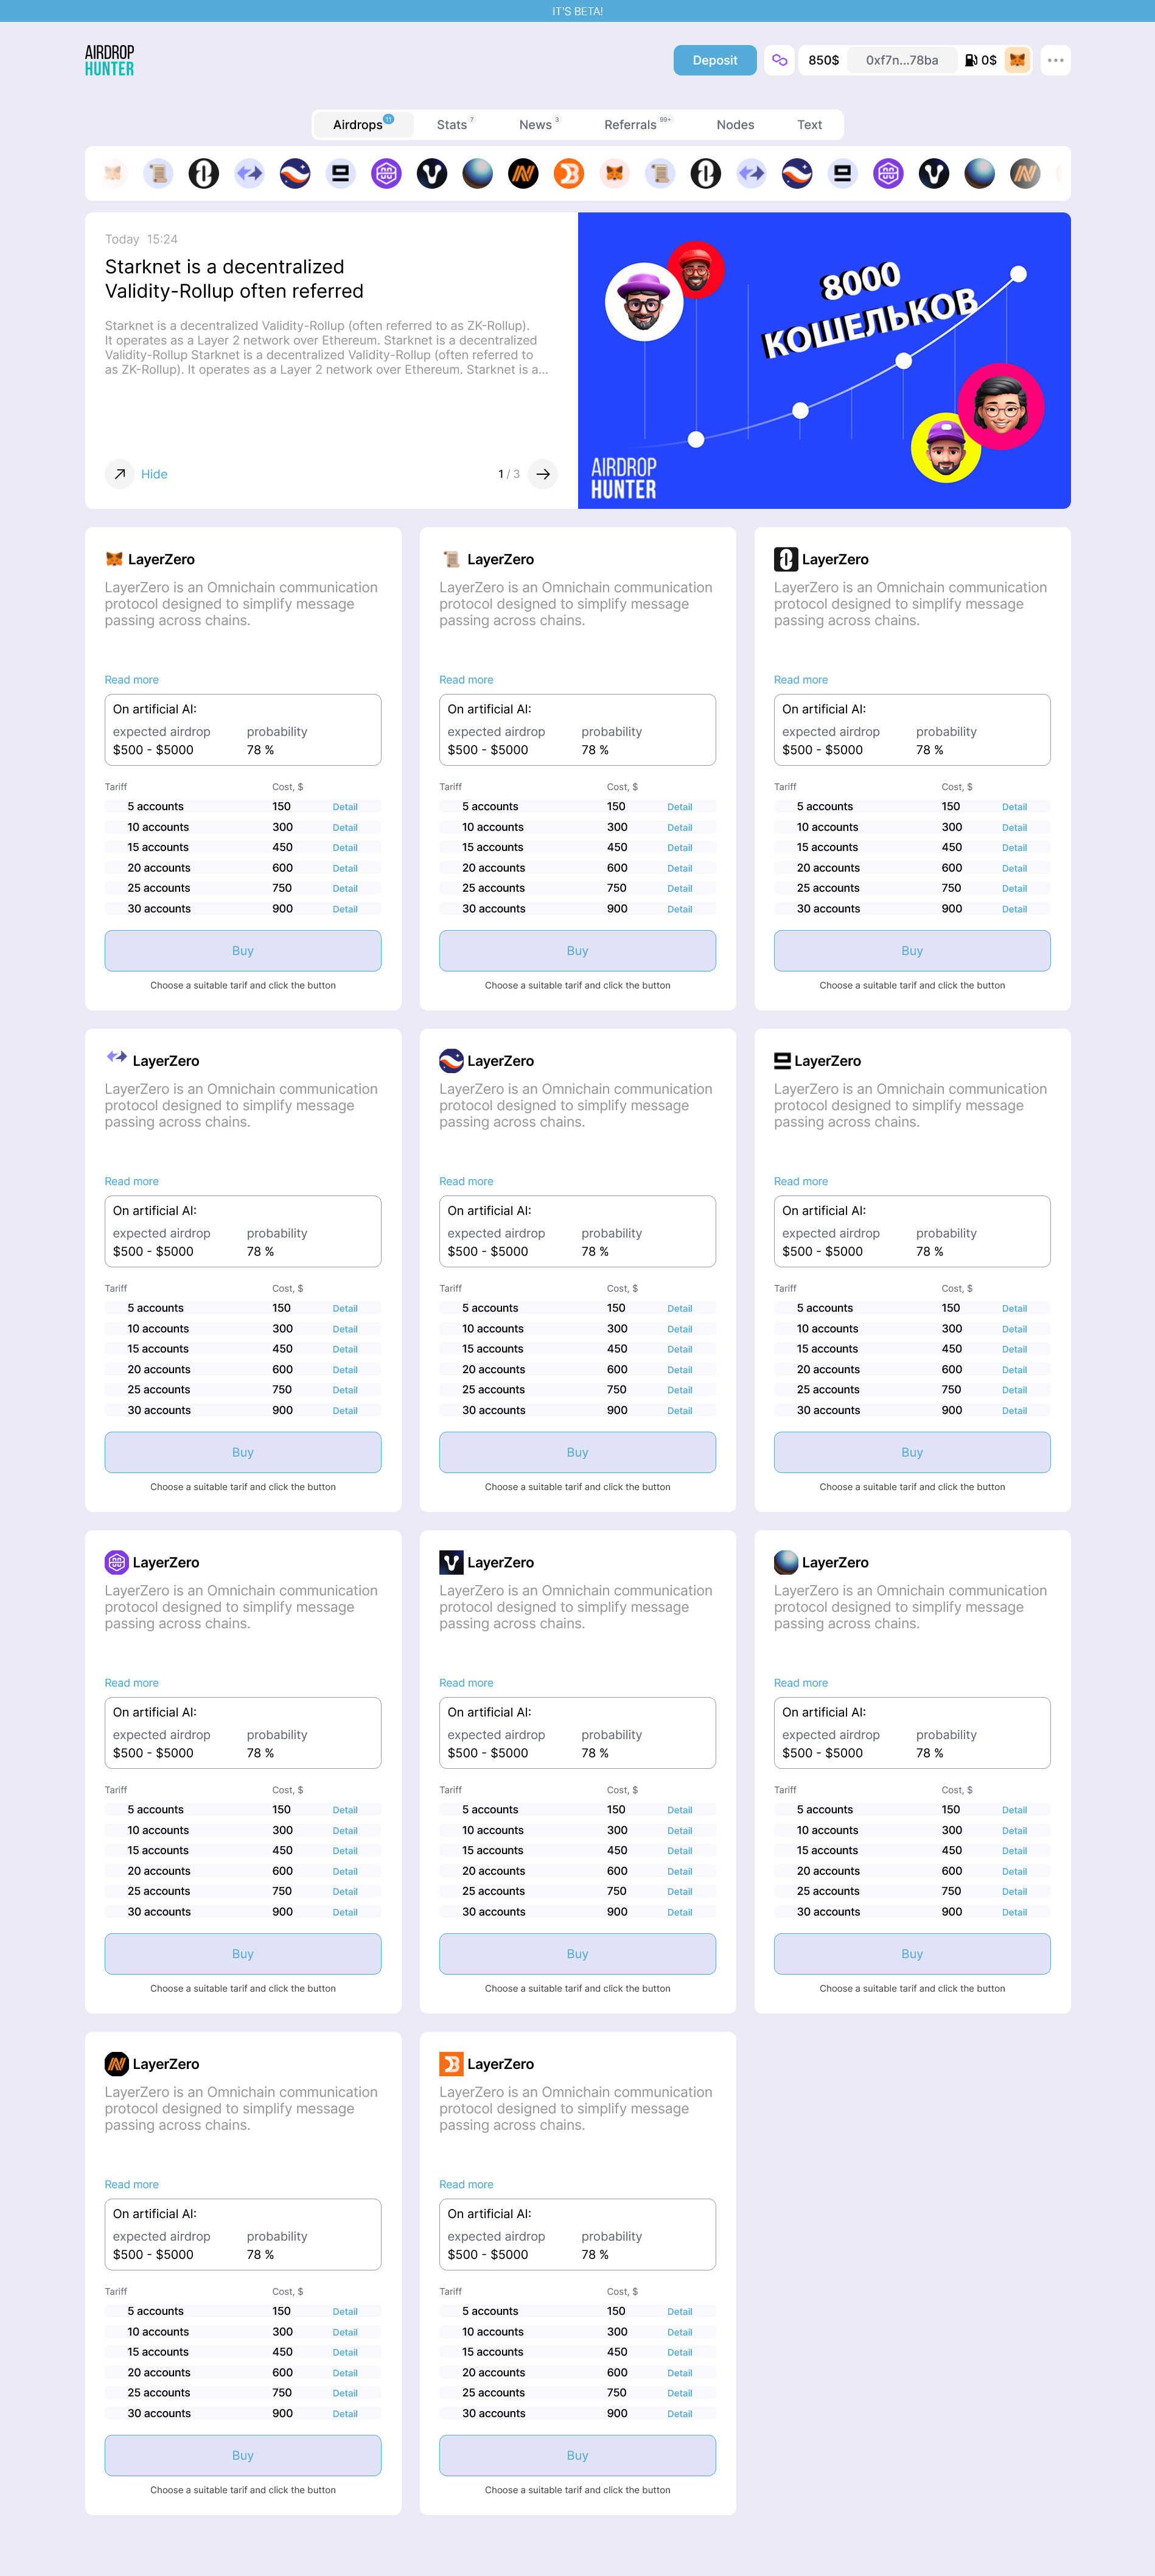 IT'S BETA!
AIRDROP
HUNTER
Deposit
850$ 0xf7n...78ba 0$
Airdrops 11 Stats 7 News 3 Referrals 99+ Nodes Text
Today 15:24
Starknet is a decentralized
Validity-Rollup often referred
Starknet is a decentralized Validity-Rollup (often referred to as ZK-Rollup).
It operates as a Layer 2 network over Ethereum. Starknet is a decentralized
Validity-Rollup Starknet is a decentralized Validity-Rollup (often referred to
as ZK-Rollup). It operates as a Layer 2 network over Ethereum. Starknet is a...
Hide
1 / 3
8000
КОШЕЛЬКОВ
AIRDROP
HUNTER
LayerZero
LayerZero is an Omnichain communication
protocol designed to simplify message
passing across chains.
Read more
On artificial AI:
expected airdrop probability
$500 - $5000 78 %
Tariff Cost, $
5 accounts 150 Detail
10 accounts 300 Detail
15 accounts 450 Detail
20 accounts 600 Detail
25 accounts 750 Detail
30 accounts 900 Detail
Buy
Choose a suitable tarif and click the button
LayerZero
LayerZero is an Omnichain communication
protocol designed to simplify message
passing across chains.
Read more
On artificial AI:
expected airdrop probability
$500 - $5000 78 %
Tariff Cost, $
5 accounts 150 Detail
10 accounts 300 Detail
15 accounts 450 Detail
20 accounts 600 Detail
25 accounts 750 Detail
30 accounts 900 Detail
Buy
Choose a suitable tarif and click the button
LayerZero
LayerZero is an Omnichain communication
protocol designed to simplify message
passing across chains.
Read more
On artificial AI:
expected airdrop probability
$500 - $5000 78 %
Tariff Cost, $
5 accounts 150 Detail
10 accounts 300 Detail
15 accounts 450 Detail
20 accounts 600 Detail
25 accounts 750 Detail
30 accounts 900 Detail
Buy
Choose a suitable tarif and click the button
LayerZero
LayerZero is an Omnichain communication
protocol designed to simplify message
passing across chains.
Read more
On artificial AI:
expected airdrop probability
$500 - $5000 78 %
Tariff Cost, $
5 accounts 150 Detail
10 accounts 300 Detail
15 accounts 450 Detail
20 accounts 600 Detail
25 accounts 750 Detail
30 accounts 900 Detail
Buy
Choose a suitable tarif and click the button
LayerZero
LayerZero is an Omnichain communication
protocol designed to simplify message
passing across chains.
Read more
On artificial AI:
expected airdrop probability
$500 - $5000 78 %
Tariff Cost, $
5 accounts 150 Detail
10 accounts 300 Detail
15 accounts 450 Detail
20 accounts 600 Detail
25 accounts 750 Detail
30 accounts 900 Detail
Buy
Choose a suitable tarif and click the button
LayerZero
LayerZero is an Omnichain communication
protocol designed to simplify message
passing across chains.
Read more
On artificial AI:
expected airdrop probability
$500 - $5000 78 %
Tariff Cost, $
5 accounts 150 Detail
10 accounts 300 Detail
15 accounts 450 Detail
20 accounts 600 Detail
25 accounts 750 Detail
30 accounts 900 Detail
Buy
Choose a suitable tarif and click the button
LayerZero
LayerZero is an Omnichain communication
protocol designed to simplify message
passing across chains.
Read more
On artificial AI:
expected airdrop probability
$500 - $5000 78 %
Tariff Cost, $
5 accounts 150 Detail
10 accounts 300 Detail
15 accounts 450 Detail
20 accounts 600 Detail
25 accounts 750 Detail
30 accounts 900 Detail
Buy
Choose a suitable tarif and click the button
LayerZero
LayerZero is an Omnichain communication
protocol designed to simplify message
passing across chains.
Read more
On artificial AI:
expected airdrop probability
$500 - $5000 78 %
Tariff Cost, $
5 accounts 150 Detail
10 accounts 300 Detail
15 accounts 450 Detail
20 accounts 600 Detail
25 accounts 750 Detail
30 accounts 900 Detail
Buy
Choose a suitable tarif and click the button
LayerZero
LayerZero is an Omnichain communication
protocol designed to simplify message
passing across chains.
Read more
On artificial AI:
expected airdrop probability
$500 - $5000 78 %
Tariff Cost, $
5 accounts 150 Detail
10 accounts 300 Detail
15 accounts 450 Detail
20 accounts 600 Detail
25 accounts 750 Detail
30 accounts 900 Detail
Buy
Choose a suitable tarif and click the button
LayerZero
LayerZero is an Omnichain communication
protocol designed to simplify message
passing across chains.
Read more
On artificial AI:
expected airdrop probability
$500 - $5000 78 %
Tariff Cost, $
5 accounts 150 Detail
10 accounts 300 Detail
15 accounts 450 Detail
20 accounts 600 Detail
25 accounts 750 Detail
30 accounts 900 Detail
Buy
Choose a suitable tarif and click the button
LayerZero
LayerZero is an Omnichain communication
protocol designed to simplify message
passing across chains.
Read more
On artificial AI:
expected airdrop probability
$500 - $5000 78 %
Tariff Cost, $
5 accounts 150 Detail
10 accounts 300 Detail
15 accounts 450 Detail
20 accounts 600 Detail
25 accounts 750 Detail
30 accounts 900 Detail
Buy
Choose a suitable tarif and click the button